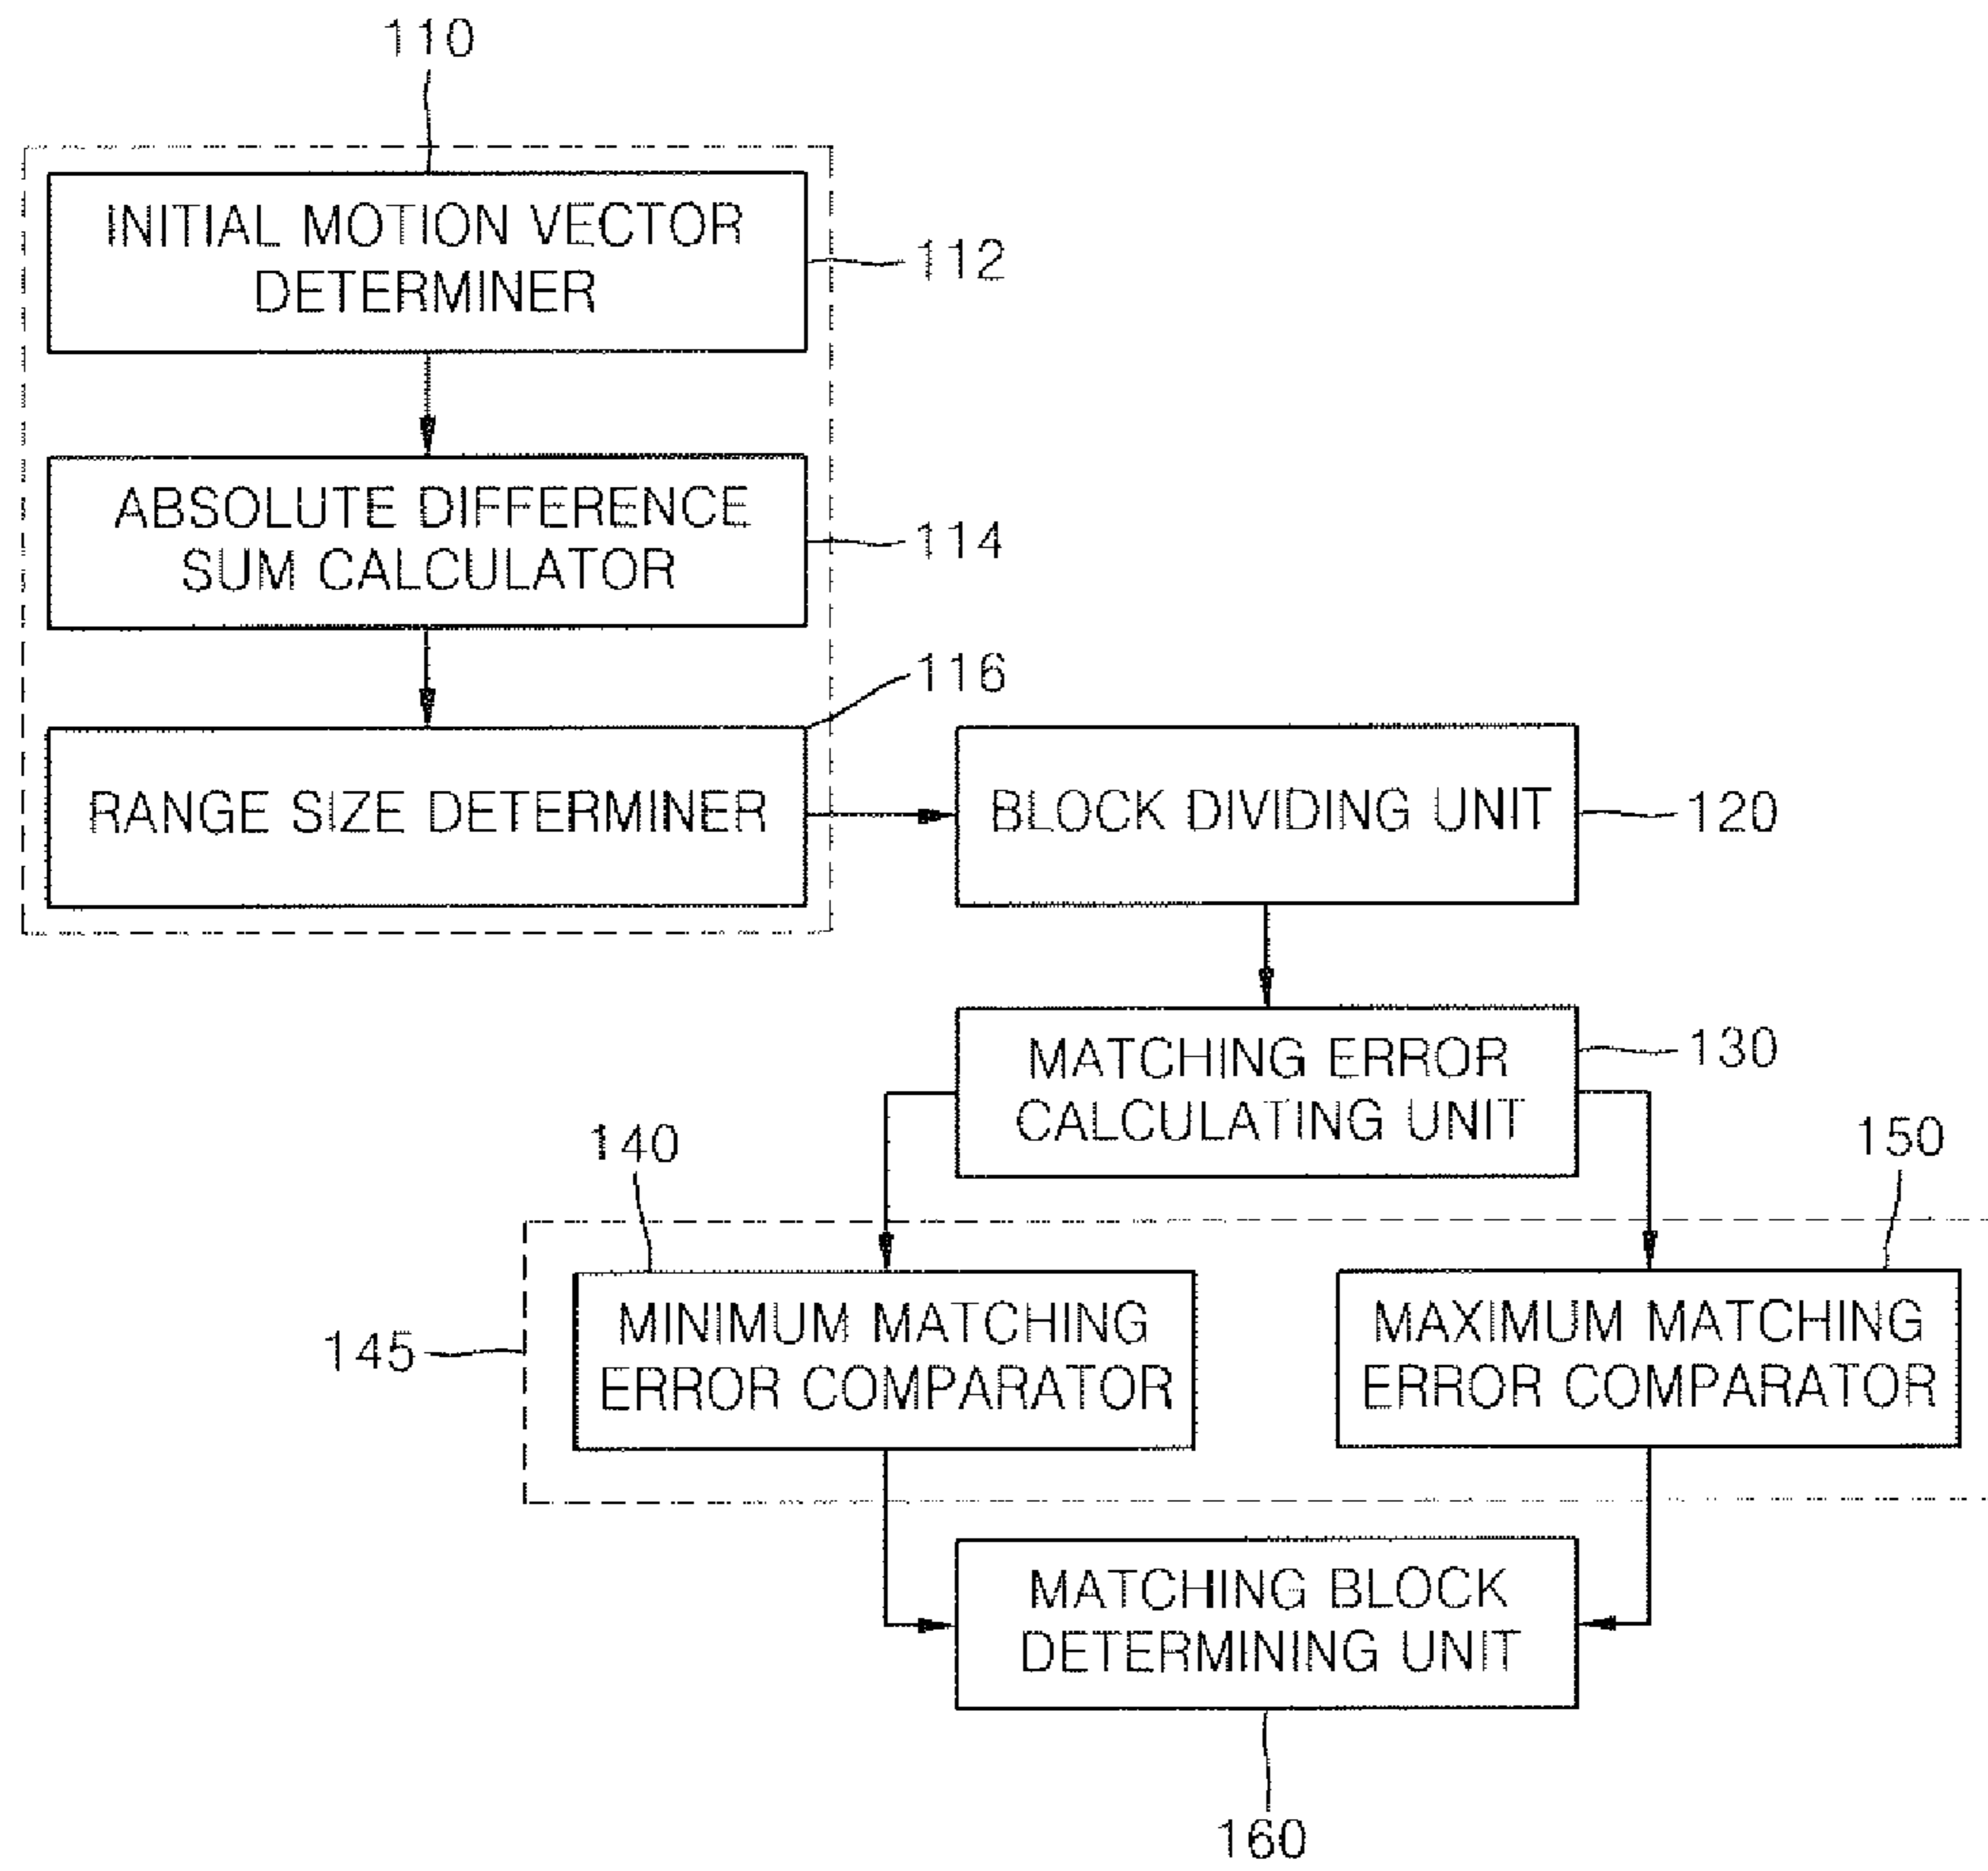 110
INITIAL MOTION VECTOR
DETERMINER
112
ABSOLUTE DIFFERENCE
SUM CALCULATOR
114
116
RANGE SIZE DETERMINER
BLOCK DIVIDING UNIT
120
MATCHING ERROR
CALCULATING UNIT
130
140
150
145
MINIMUM MATCHING
ERROR COMPARATOR
MAXIMUM MATCHING
ERROR COMPARATOR
MATCHING BLOCK
DETERMINING UNIT
160